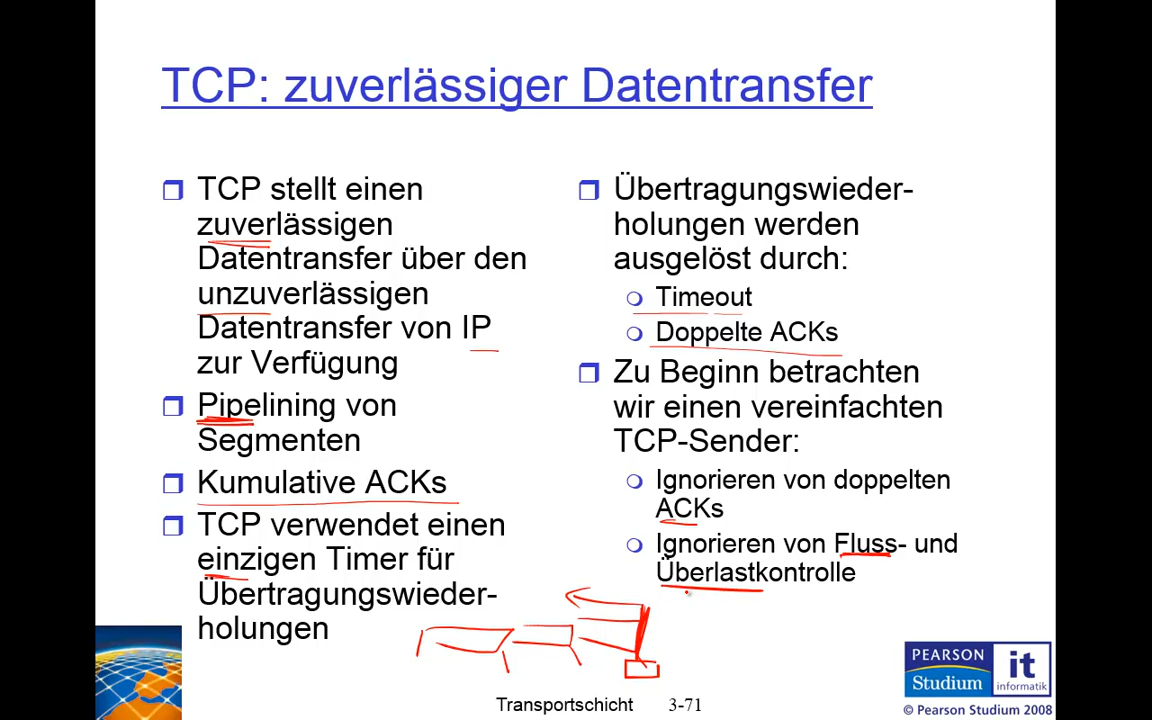 TCP: zuverlässiger Datentransfer
TCP stellt einen
zuverlässigen
Datentransfer über den
unzuverlässigen
Datentransfer von IP
zur Verfügung
Pipelining von
Segmenten
Kumulative ACKs
TCP verwendet einen
einzigen Timer für
Übertragungswieder-
holungen
Übertragungswieder-
holungen werden
ausgelöst durch:
Timeout
Doppelte ACKs
Zu Beginn betrachten
wir einen vereinfachten
TCP-Sender:
Ignorieren von doppelten
ACKs
Ignorieren von Fluss- und
Überlastkontrolle
PEARSON
Studium
it
informatik
Transportschicht 3-71
© Pearson Studium 2008